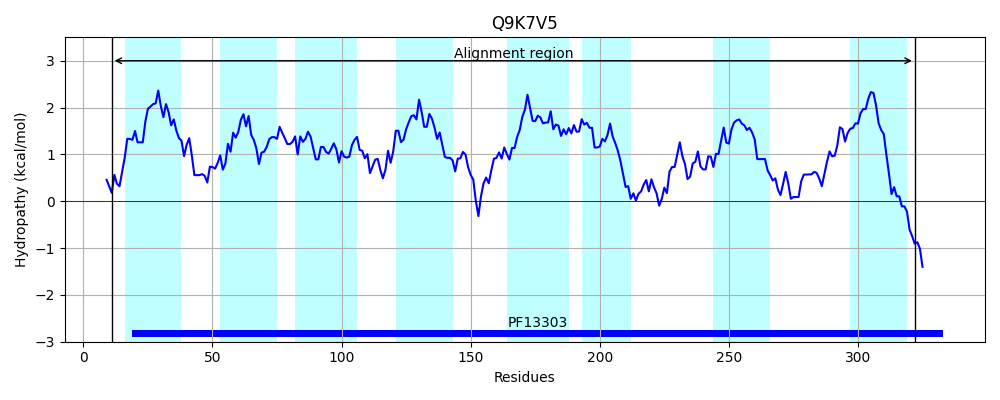 Q9K7V5
Alignment region
3
2
1
0
−1
−2
−3
Hydropathy (kcal/mol)
PF13303
0 50 100 150 200 250 300
Residues